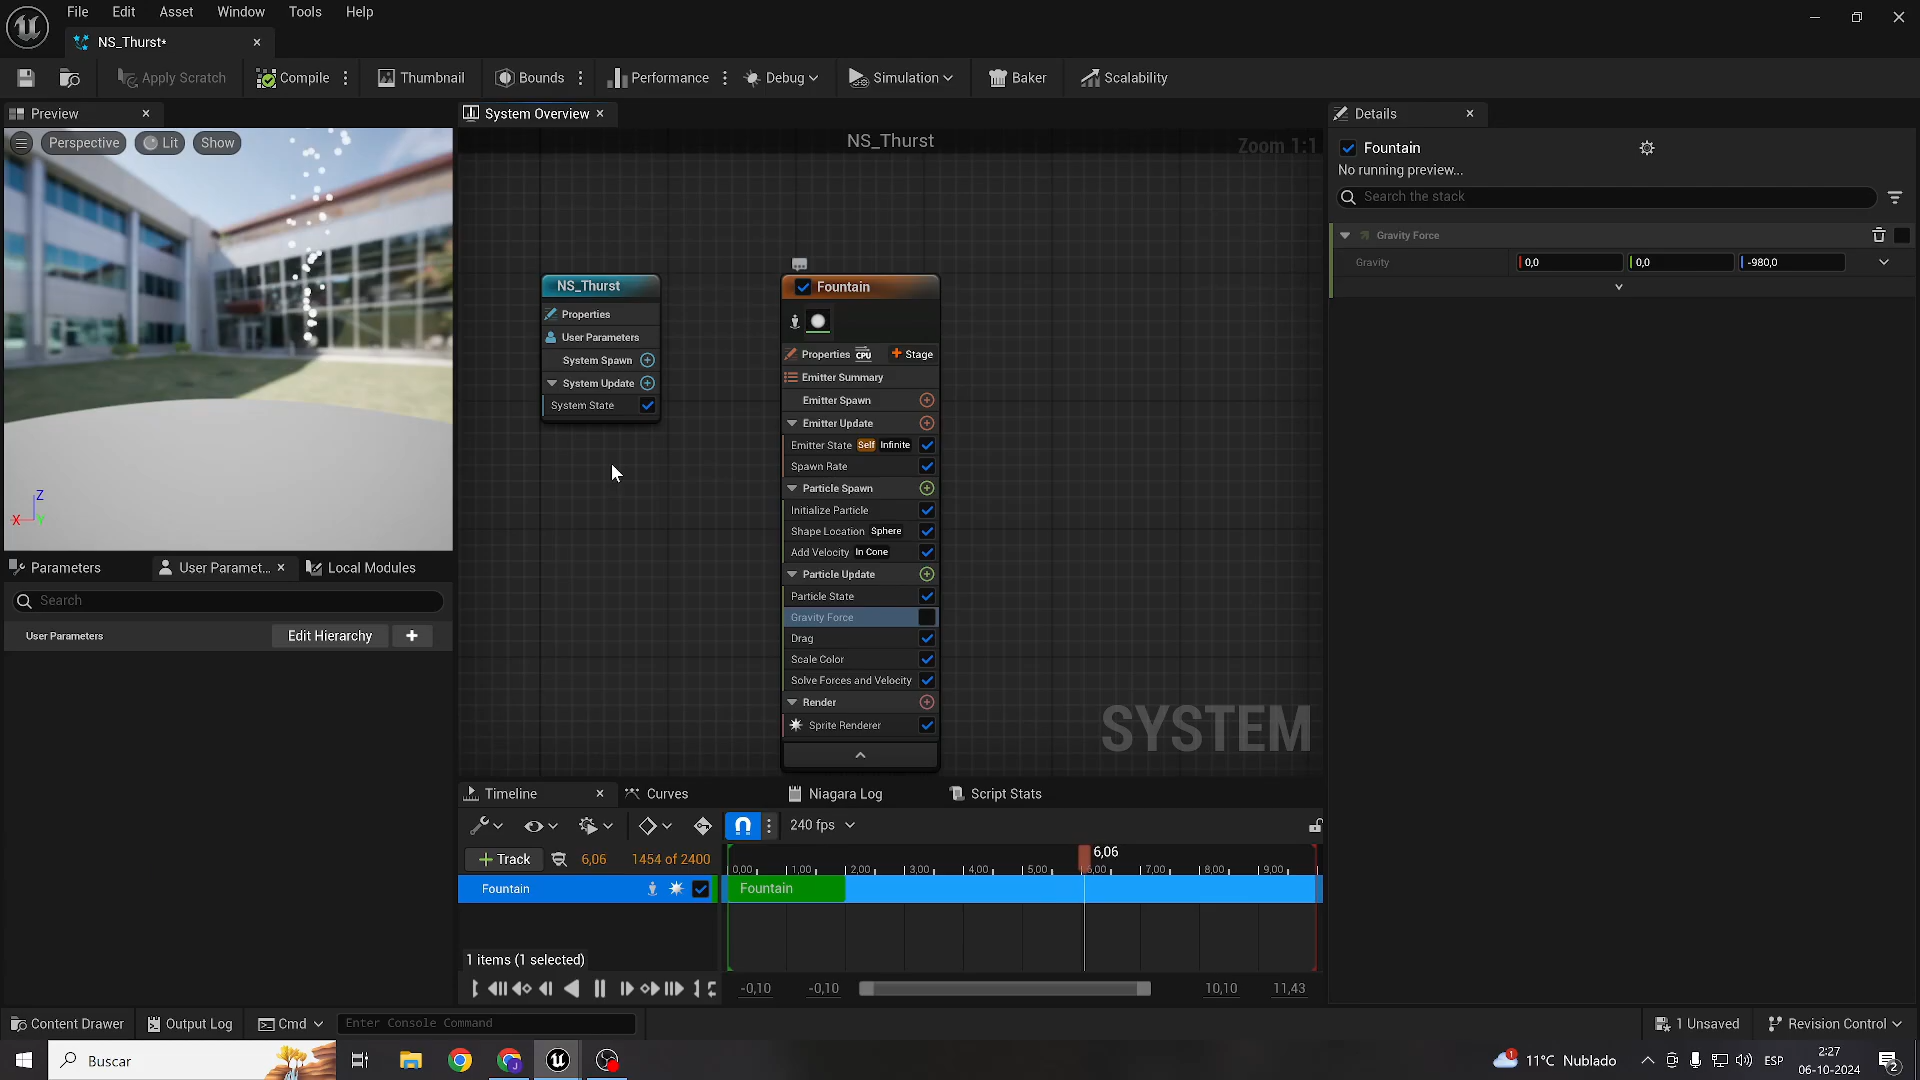 File Edit Asset Window Tools Help
NS_Thurst*
Apply Scratch Compile Thumbnail Bounds Performance Debug Simulation Baker Scalability
Preview
Perspective Lit Show
Z
X Y
Parameters User Paramet... Local Modules
Search
User Parameters Edit Hierarchy
System Overview
NS_Thurst
Zoom 1:1
NS_Thurst
Properties
User Parameters
System Spawn
System Update
System State
Fountain
Properties CPU Stage
Emitter Summary
Emitter Spawn
Emitter Update
Emitter State Self Infinite
Spawn Rate
Particle Spawn
Initialize Particle
Shape Location Sphere
Add Velocity In Cone
Particle Update
Particle State
Gravity Force
Drag
Scale Color
Solve Forces and Velocity
Render
Sprite Renderer
SYSTEM
Timeline Curves Niagara Log Script Stats
240 fps
Track 6,06 1454 of 2400
6,06
0,00 1,00 2,00 3,00 4,00 5,00 6,00 7,00 8,00 9,00
Fountain Fountain
1 items (1 selected)
-0,10 -0,10 10,10 11,43
Details
Fountain
No running preview...
Search the stack
Gravity Force
Gravity 0,0 0,0 -980,0
Content Drawer Output Log Cmd Enter Console Command 1 Unsaved Revision Control
Buscar
1 11°C Nublado ESP 2:27
06-10-2024 2